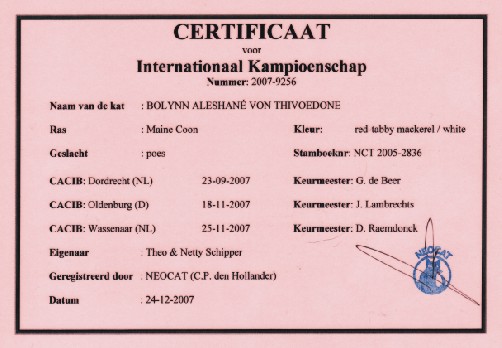 CERTIFICAAT
voor
Internationaal Kampioenschap
Nummer: 2007-9256
Naam van de kat : BOLYNN ALESHANÉ VON THIVOEDONE
Ras : Maine Coon Kleur: red tabby mackerel / white
Geslacht : poes Stamboeknr: NCT 2005-2836
CACIB: Dordrecht (NL) 23-09-2007 Keurmeester: G. de Beer
CACIB: Oldenburg (D) 18-11-2007 Keurmeester: J. Lambrechts
CACIB: Wassenaar (NL) 25-11-2007 Keurmeester: D. Raemdonck
Eigenaar : Theo & Netty Schipper
Geregistreerd door : NEOCAT (C.P. den Hollander)
Datum : 24-12-2007
NEOCAT